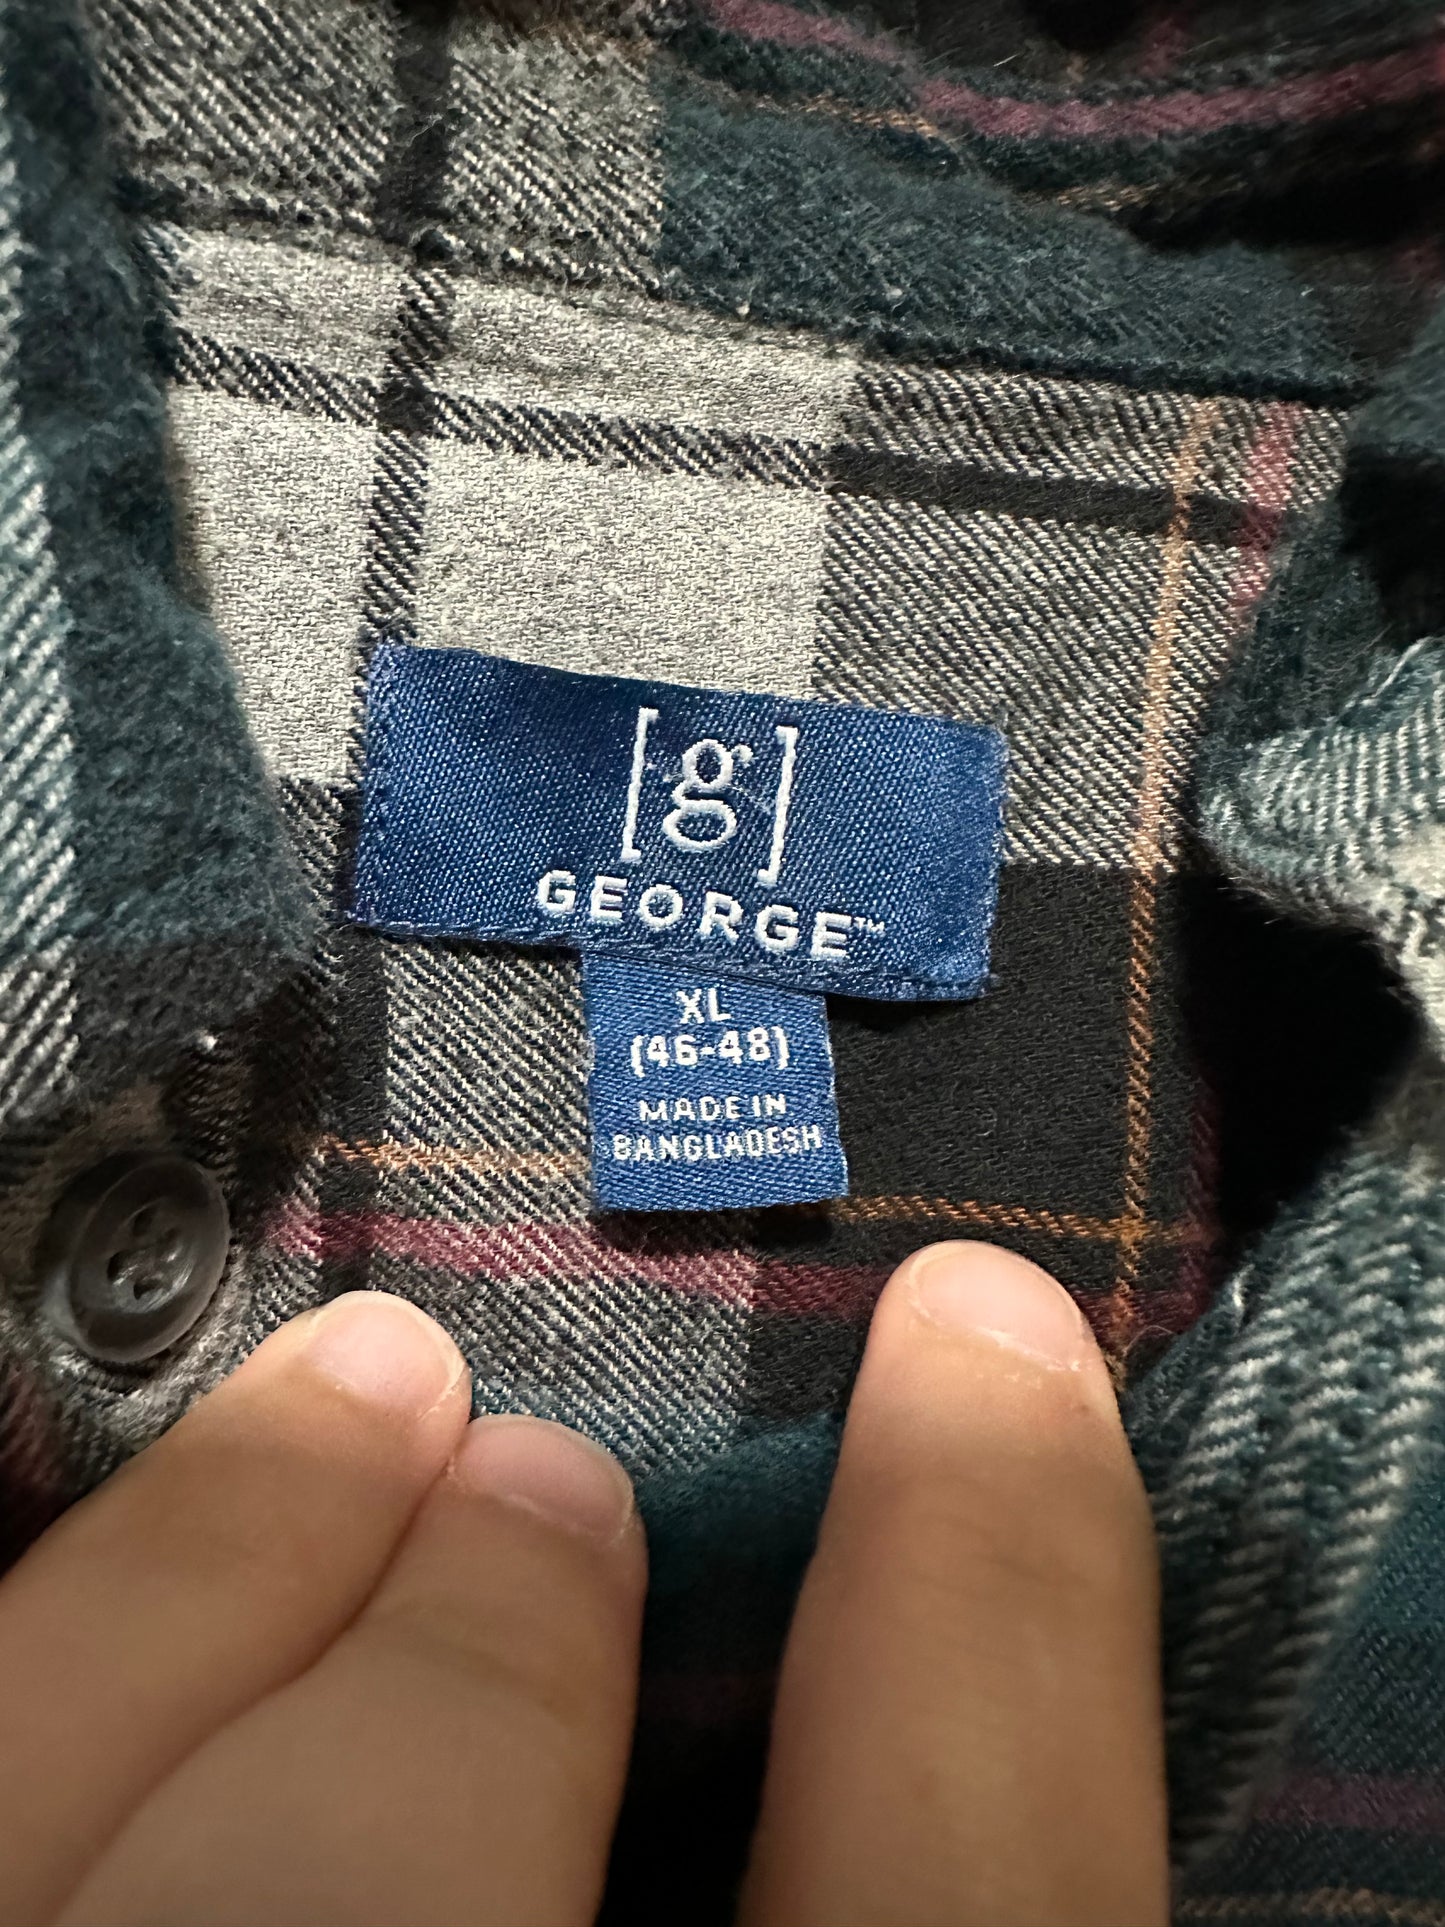 [g]
GEORGE™
XL
(46-48)
MADE IN
BANGLADESH